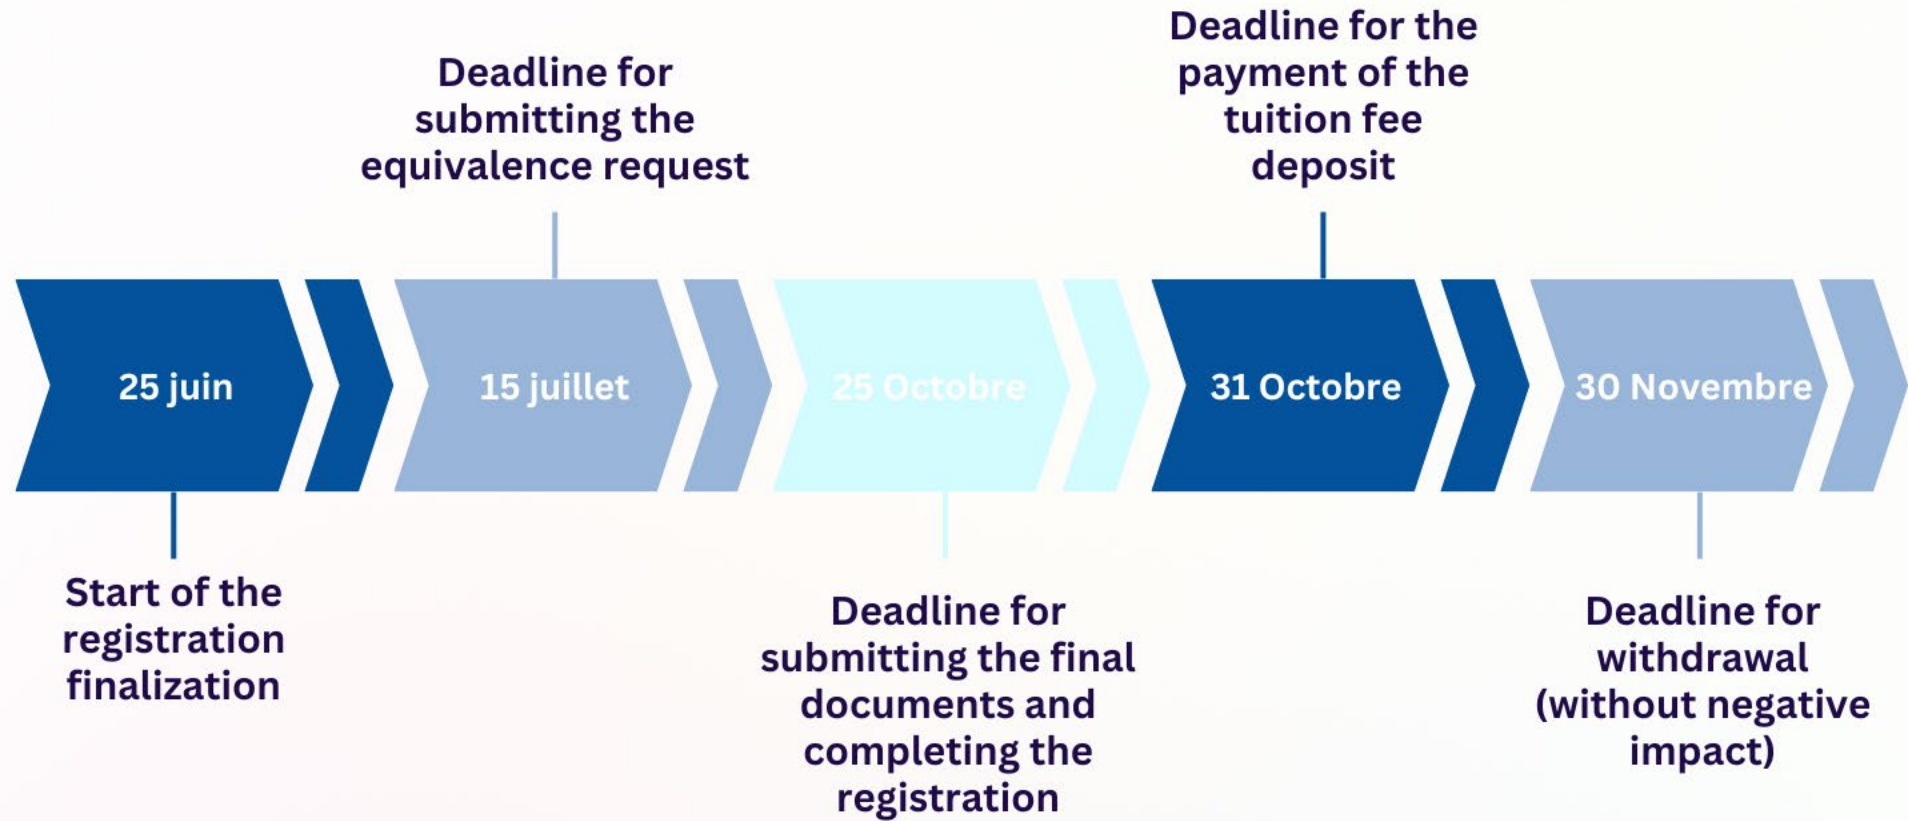 Deadline for
submitting the
equivalence request
Deadline for the
payment of the
tuition fee
deposit
25 juin
15 juillet
25 Octobre
31 Octobre
30 Novembre
Start of the
registration
finalization
Deadline for
submitting the final
documents and
completing the
registration
Deadline for
withdrawal
(without negative
impact)